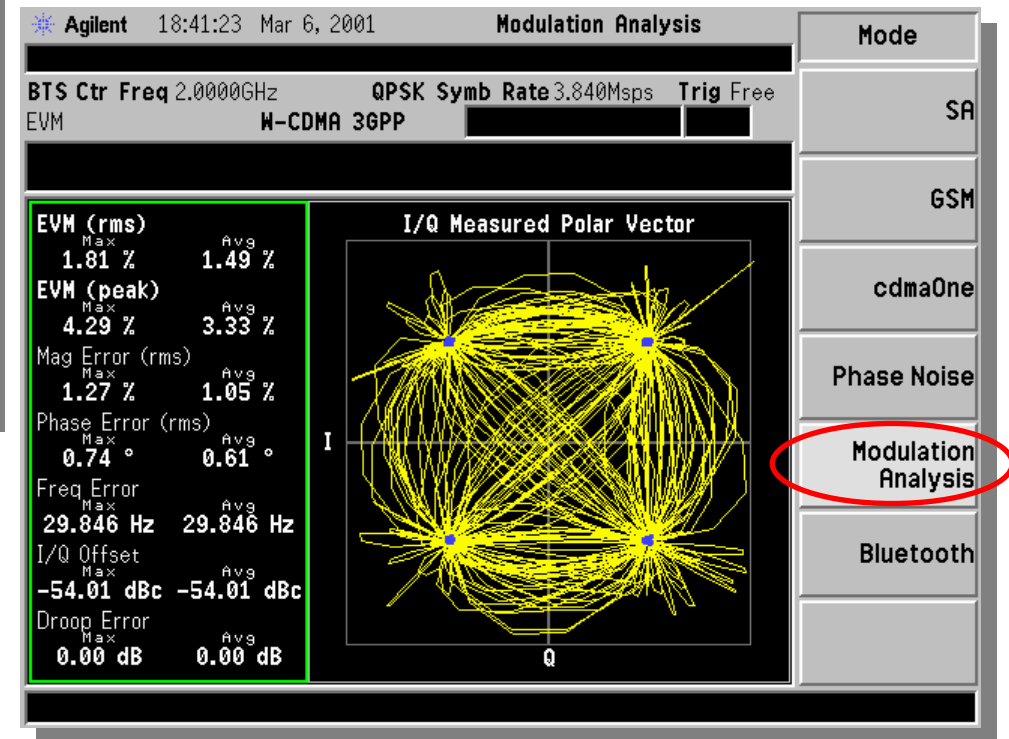 Agilent 18:41:23 Mar 6, 2001 Modulation Analysis
BTS Ctr Freq 2.0000GHz QPSK Symb Rate 3.840Msps Trig Free
EVM W-CDMA 3GPP
EVM (rms)
Max Avg
1.81 % 1.49 %
EVM (peak)
Max Avg
4.29 % 3.33 %
Mag Error (rms)
Max Avg
1.27 % 1.05 %
Phase Error (rms)
Max Avg
0.74 ° 0.61 °
Freq Error
Max Avg
29.846 Hz 29.846 Hz
I/Q Offset
Max Avg
-54.01 dBc -54.01 dBc
Droop Error
Max Avg
0.00 dB 0.00 dB
I/Q Measured Polar Vector
I
Q
Mode
SA
GSM
cdmaOne
Phase Noise
Modulation
Analysis
Bluetooth